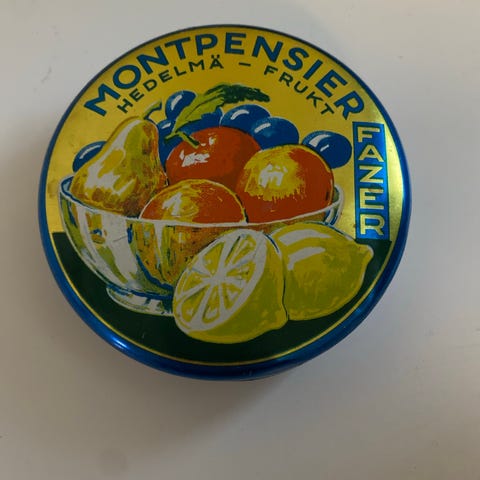 MONTPENSIER
HEDELMÄ – FRUKT
FAZER